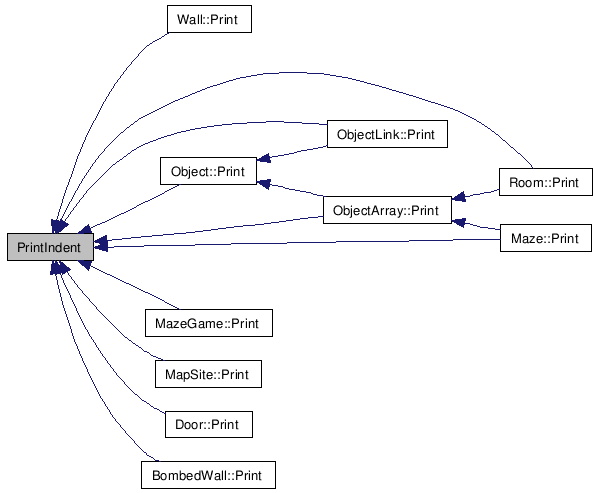 Wall::Print
ObjectLink::Print
Object::Print
Room::Print
ObjectArray::Print
Maze::Print
PrintIndent
MazeGame::Print
MapSite::Print
Door::Print
BombedWall::Print